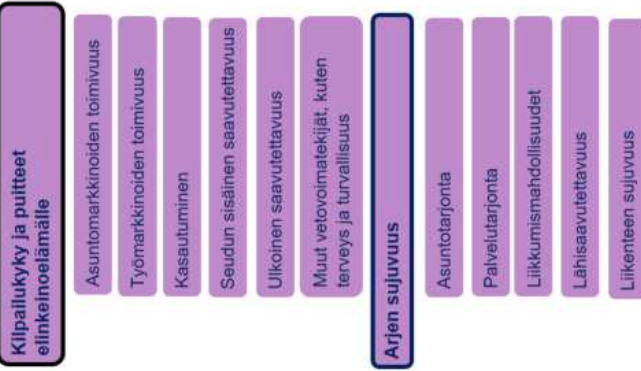 Kilpailukyky ja puitteet
elinkeinoelämälle
Asuntomarkkinoiden toimivuus
Työmarkkinoiden toimivuus
Kasautuminen
Seudun sisäinen saavutettavuus
Ulkoinen saavutettavuus
Muut vetovoimatekijät, kuten
terveys ja turvallisuus
Arjen sujuvuus
Asuntotarjonta
Palvelutarjonta
Liikkumismahdollisuudet
Lähisaavutettavuus
Liikenteen sujuvuus